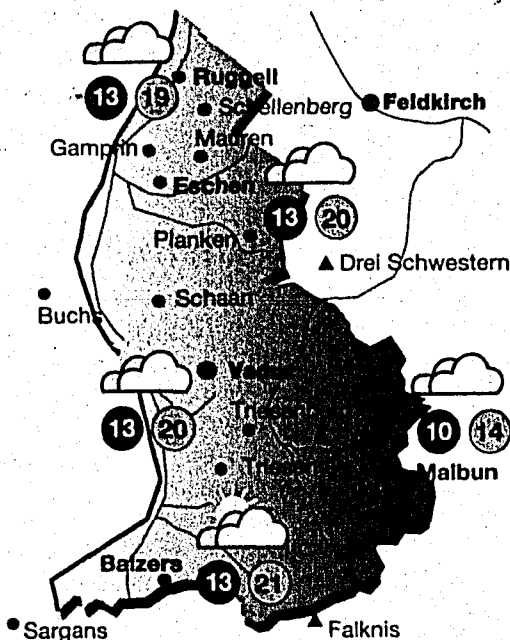 13 19 Ruggell
Schellenberg
Feldkirch
Gamprin
Mauren
Eschen
13 20
Planken
Drei Schwestern
Buchs
Schaan
13 20
10 14
Malbun
Balzers
13 21
Sargans
Falknis